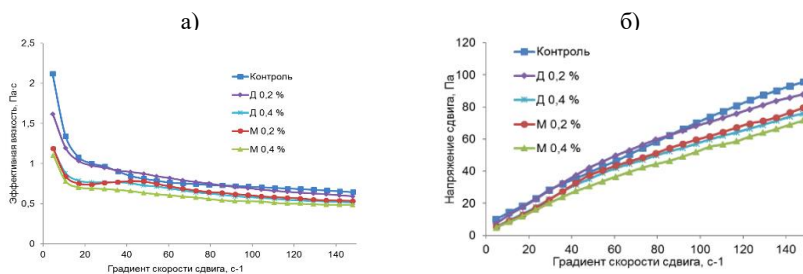 а)
2,5
2
1,5
1
0,5
0
0 20 40 60 80 100 120 140
Эффективная вязкость, Па·с
Градиент скорости сдвига, с-1
Контроль
Д 0,2 %
Д 0,4 %
М 0,2 %
М 0,4 %
б)
120
100
80
60
40
20
0
0 20 40 60 80 100 120 140
Напряжение сдвига, Па
Градиент скорости сдвига, с-1
Контроль
Д 0,2 %
Д 0,4 %
М 0,2 %
М 0,4 %